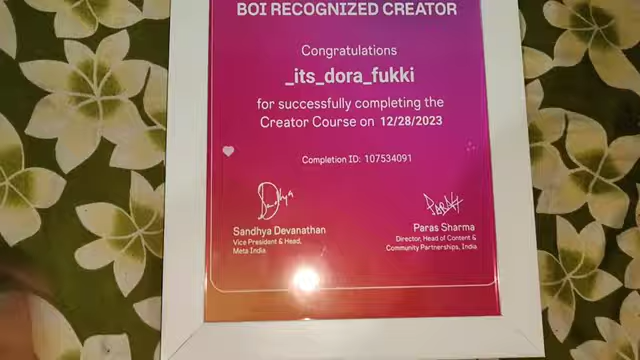 BOI RECOGNIZED CREATOR
Congratulations
_its_dora_fukki
for successfully completing the
Creator Course on 12/28/2023
Completion ID: 107534091
Sandhya Devanathan
Vice President & Head,
Meta India
Paras Sharma
Director, Head of Content &
Community Partnerships, India